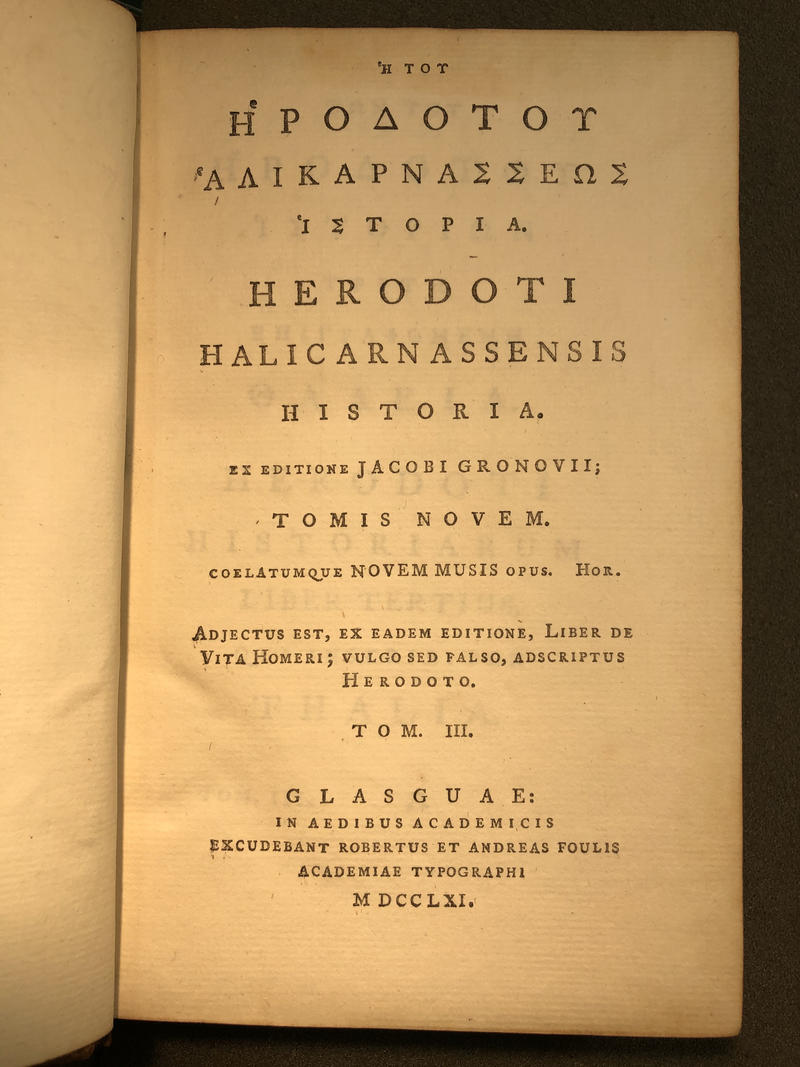 Ἡ ΤΟΥ
ἩΡΟΔΟΤΟΥ
ἉΛΙΚΑΡΝΑΣΣΕΩΣ
ἹΣΤΟΡΙΑ.
HERODOTI
HALICARNASSENSIS
HISTORIA.
EX EDITIONE JACOBI GRONOVII;
TOMIS NOVEM.
COELATUMQUE NOVEM MUSIS OPUS. HOR.
ADJECTUS EST, EX EADEM EDITIONE, LIBER DE
VITA HOMERI; VULGO SED FALSO, ADSCRIPTUS
HERODOTO.
TOM. III.
GLASGUAE:
IN AEDIBUS ACADEMICIS
EXCUDEBANT ROBERTUS ET ANDREAS FOULIS
ACADEMIAE TYPOGRAPHI
MDCCLXI.